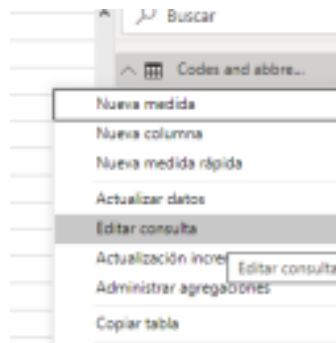 Buscar
Codes and abbre...
Nueva medida
Nueva columna
Nueva medida rápida
Actualizar datos
Editar consulta
Actualización incre
Editar consulta
Administrar agregaciones
Copiar tabla